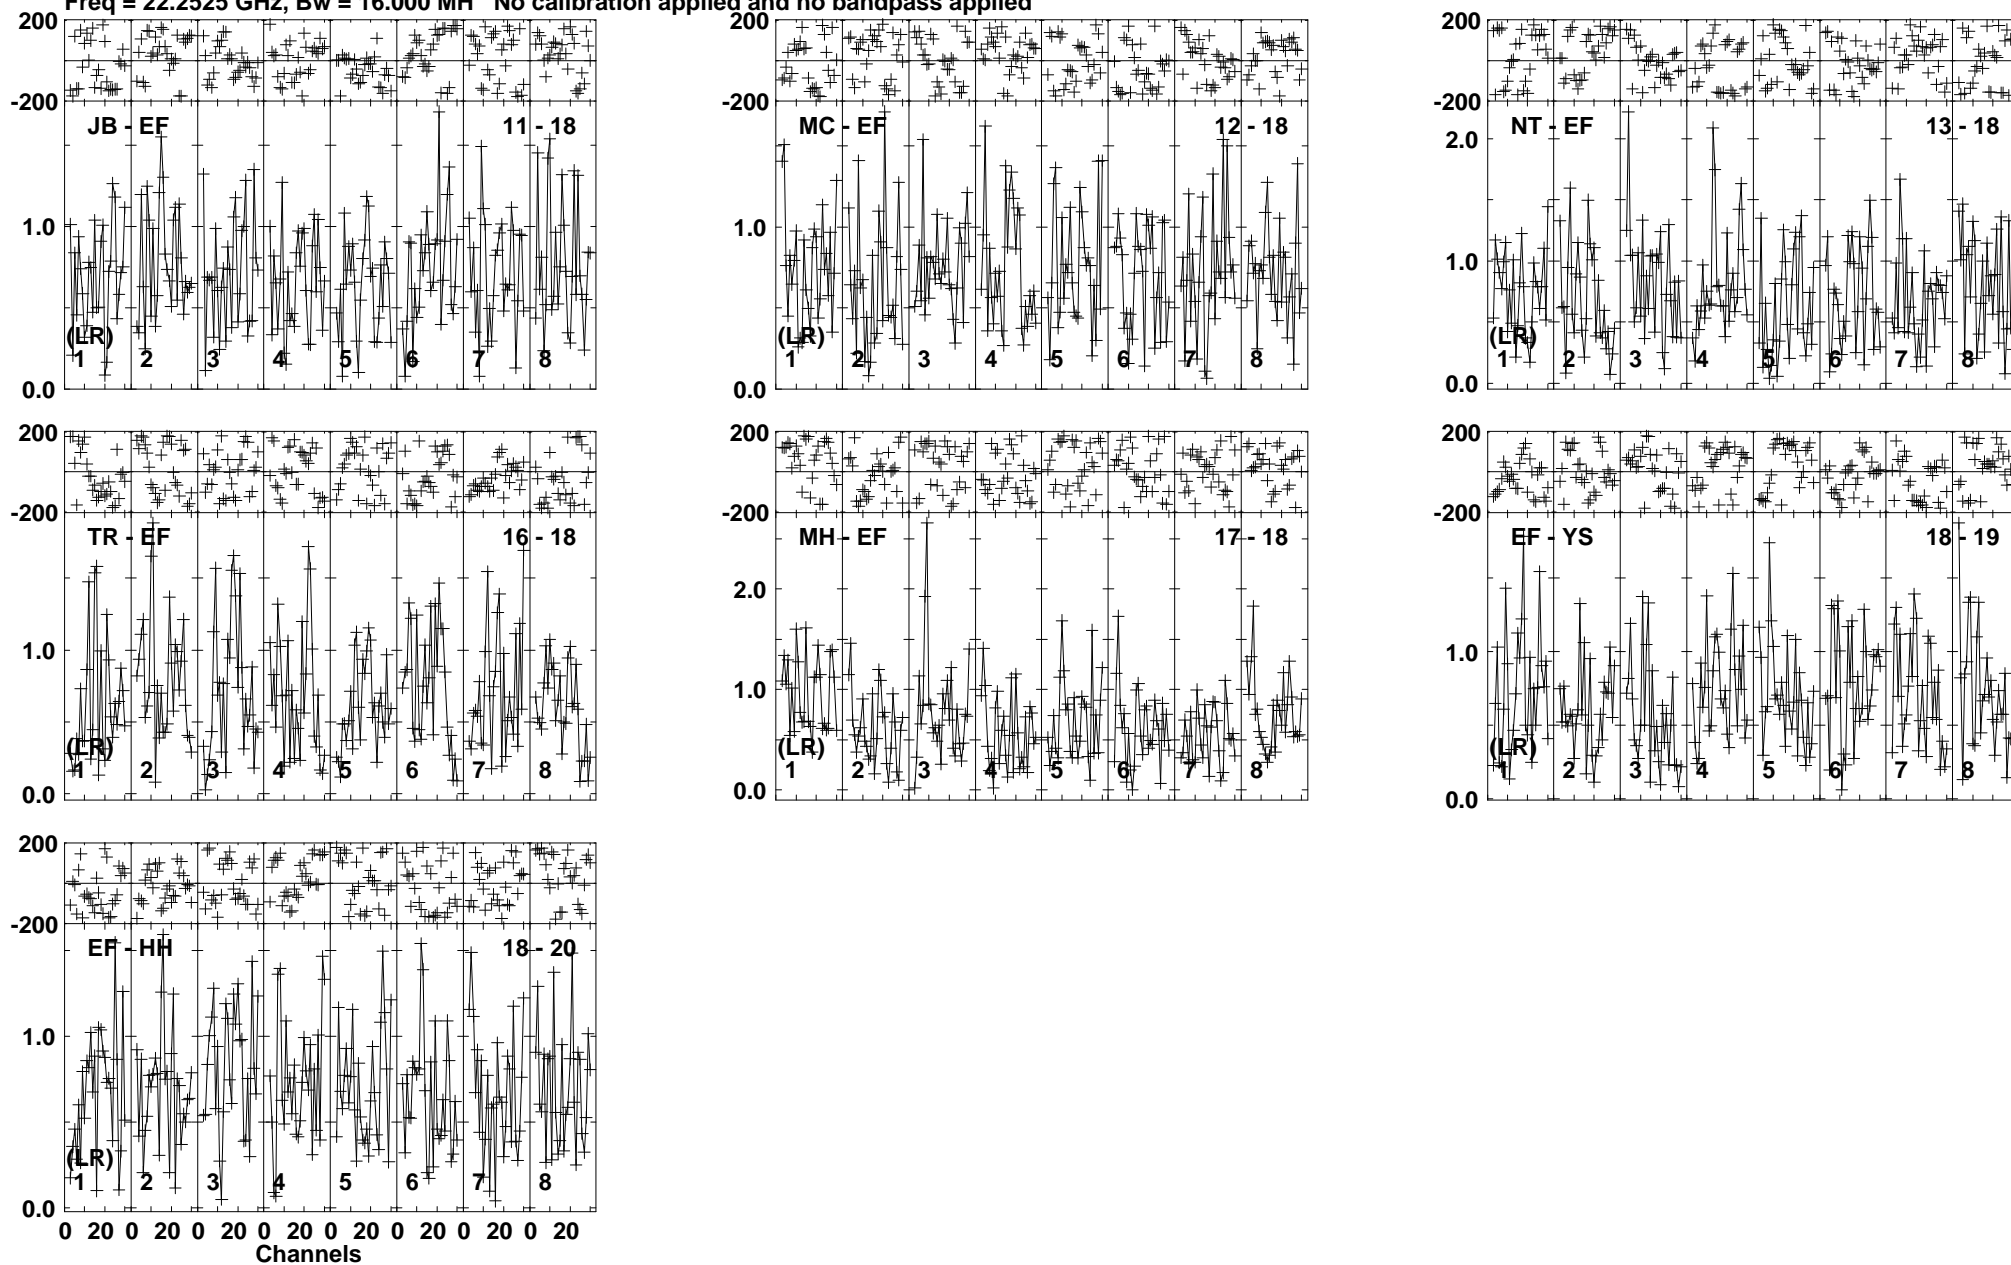 Freq = 22.2525 GHz, Bw = 16.000 MH   No calibration applied and no bandpass applied
200
-200
JB - EF
11 - 18
1.0
0.0
(LR)
1 2 3 4 5 6 7 8
200
-200
MC - EF
12 - 18
1.0
0.0
(LR)
1 2 3 4 5 6 7 8
200
-200
NT - EF
13 - 18
2.0
1.0
0.0
(LR)
1 2 3 4 5 6 7 8
200
-200
TR - EF
16 - 18
1.0
0.0
(LR)
1 2 3 4 5 6 7 8
200
-200
MH - EF
17 - 18
2.0
1.0
0.0
(LR)
1 2 3 4 5 6 7 8
200
-200
EF - YS
18 - 19
1.0
0.0
(LR)
1 2 3 4 5 6 7 8
200
-200
EF - HH
18 - 20
1.0
0.0
(LR)
1 2 3 4 5 6 7 8
0 20 0 20 0 20 0 20 0 20 0 20 0 20 0 20
Channels